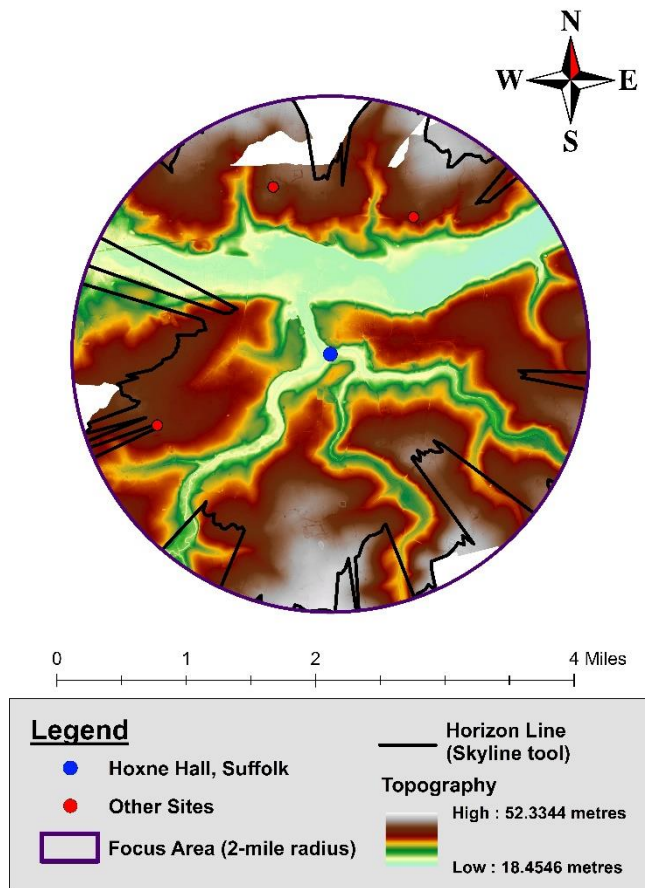 N
W E
S
0 1 2 4 Miles
Legend
Hoxne Hall, Suffolk
Other Sites
Focus Area (2-mile radius)
Horizon Line
(Skyline tool)
Topography
High : 52.3344 metres
Low : 18.4546 metres